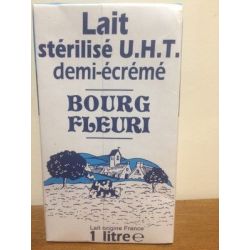 Lait
stérilisé U.H.T.
demi-écrémé
BOURG
FLEURI
Lait origine France
1 litre ℮